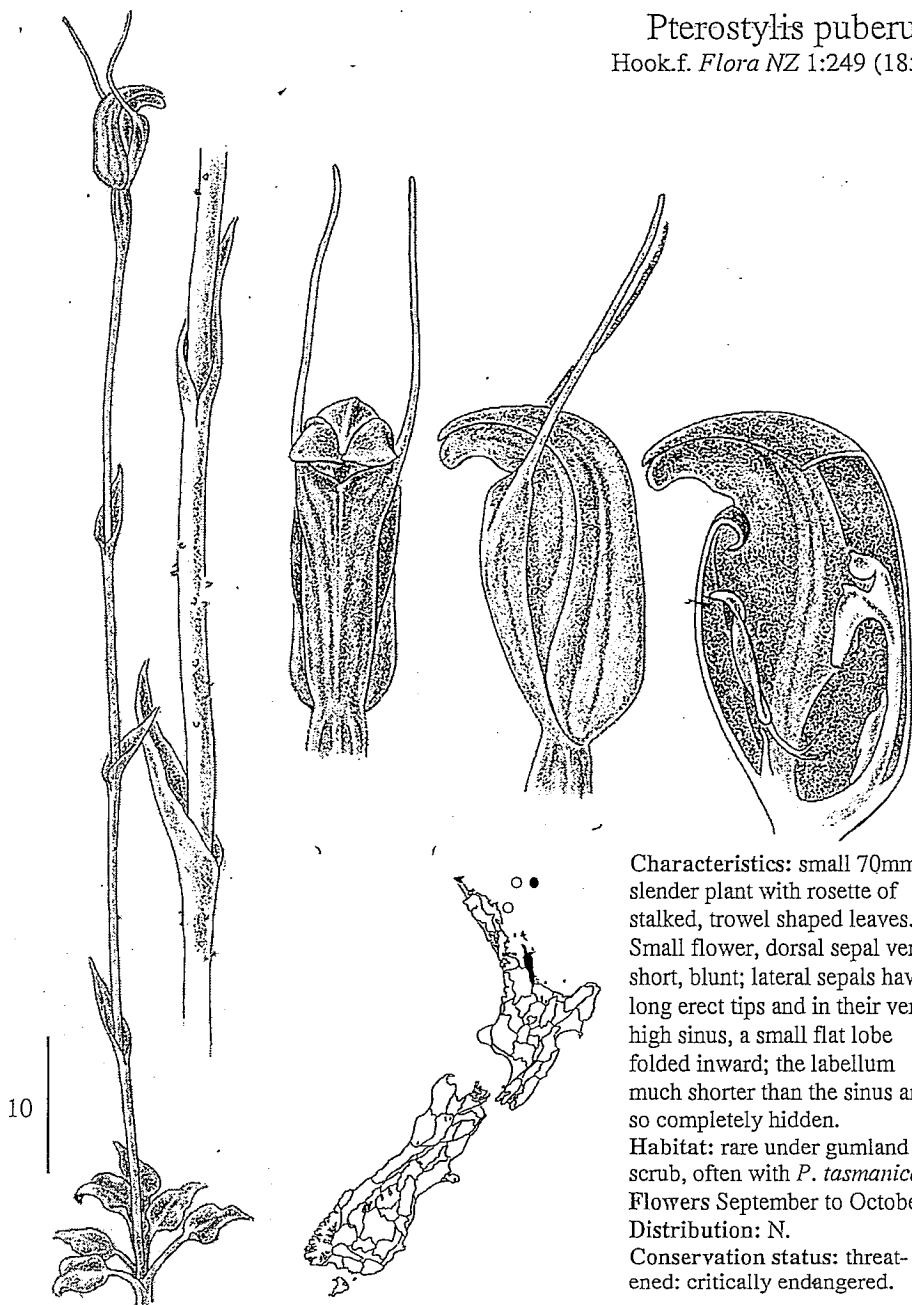 Pterostylis puberu
Hook.f. Flora NZ 1:249 (18
10
Characteristics: small 70mm
slender plant with rosette of
stalked, trowel shaped leaves.
Small flower, dorsal sepal ver
short, blunt; lateral sepals hav
long erect tips and in their ver
high sinus, a small flat lobe
folded inward; the labellum
much shorter than the sinus a
so completely hidden.
Habitat: rare under gumland
scrub, often with P. tasmanica
Flowers September to Octobe
Distribution: N.
Conservation status: threat-
ened: critically endangered.